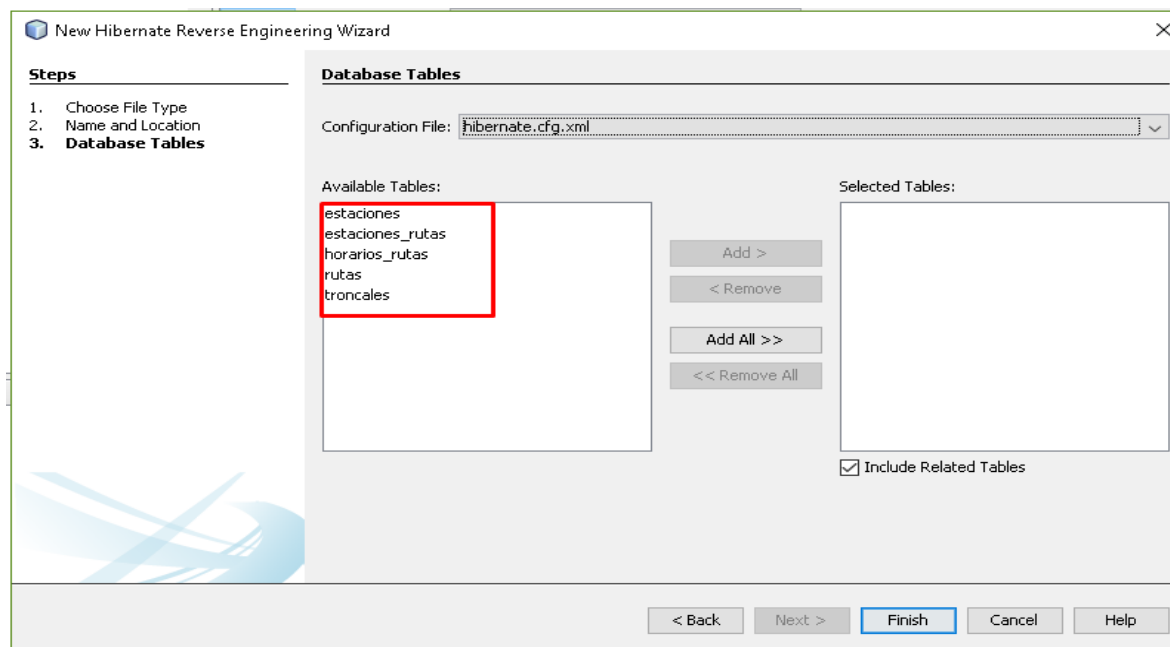 New Hibernate Reverse Engineering Wizard
Steps
1. Choose File Type
2. Name and Location
3. Database Tables
Database Tables
Configuration File: hibernate.cfg.xml
Available Tables:
estaciones
estaciones_rutas
horarios_rutas
rutas
troncales
Add >
< Remove
Add All >>
<< Remove All
Selected Tables:
Include Related Tables
< Back Next > Finish Cancel Help